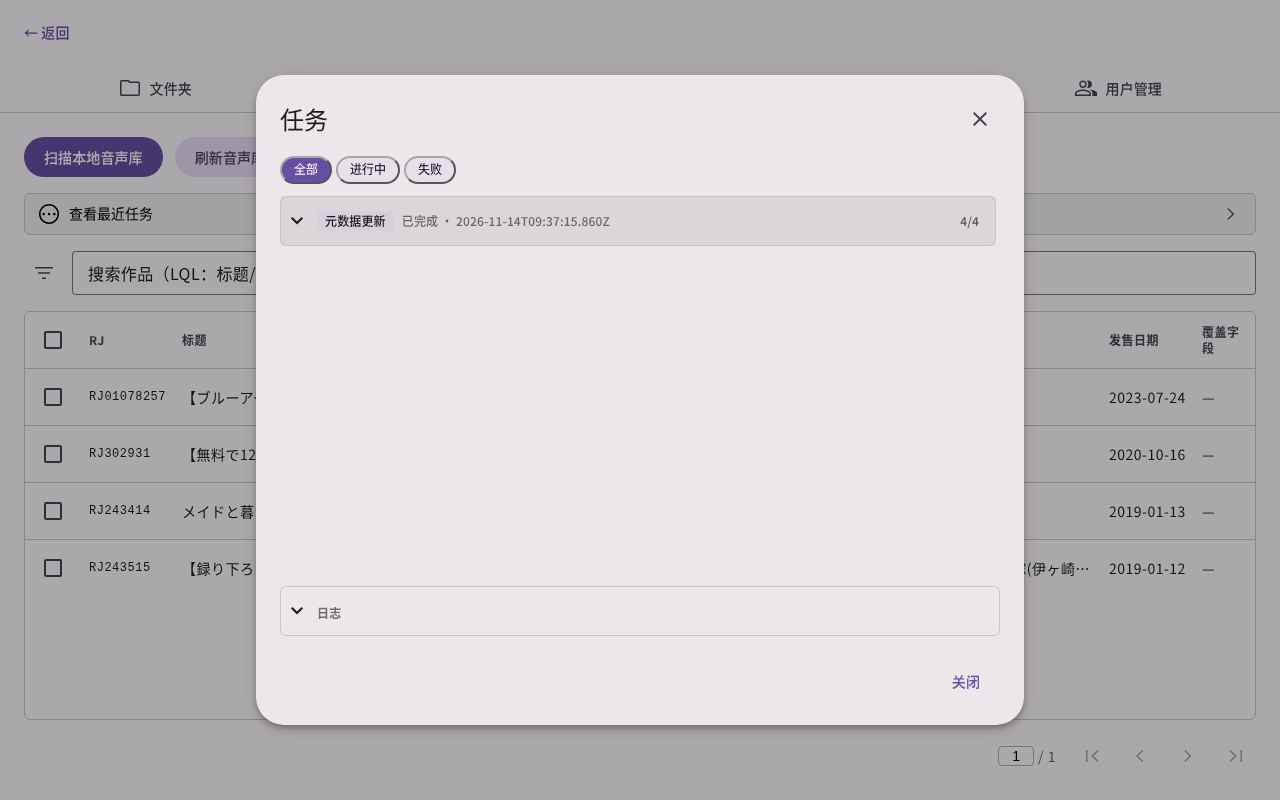 ← 返回
文件夹
用户管理
扫描本地音声库
刷新音声库
查看最近任务
搜索作品（LQL：标题/
任务
全部
进行中
失败
元数据更新 已完成 • 2026-11-14T09:37:15.860Z 4/4
日志
关闭
RJ 标题 发售日期 覆盖字段
RJ01078257 【ブルーア 2023-07-24 —
RJ302931 【無料で12 2020-10-16 —
RJ243414 メイドと暮 2019-01-13 —
RJ243515 【録り下ろ (伊ヶ崎… 2019-01-12 —
1 / 1